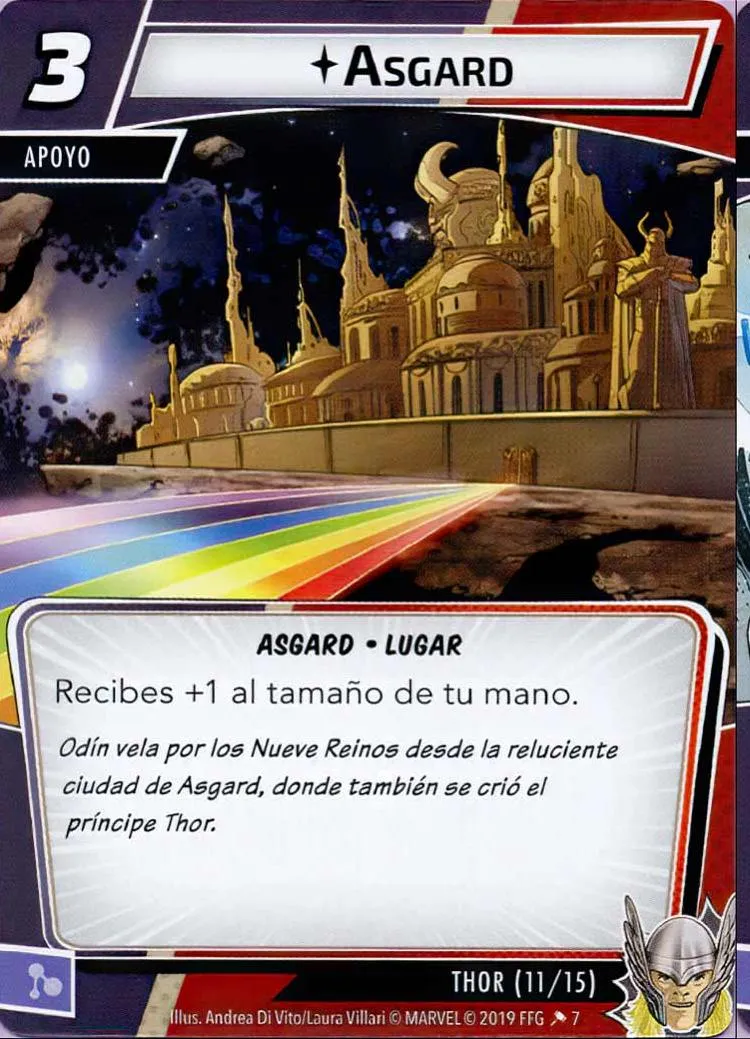 3
ASGARD
APOYO
ASGARD • LUGAR
Recibes +1 al tamaño de tu mano.
Odín vela por los Nueve Reinos desde la reluciente
ciudad de Asgard, donde también se crió el
príncipe Thor.
THOR (11/15)
Illus. Andrea Di Vito/Laura Villari © MARVEL © 2019 FFG 7